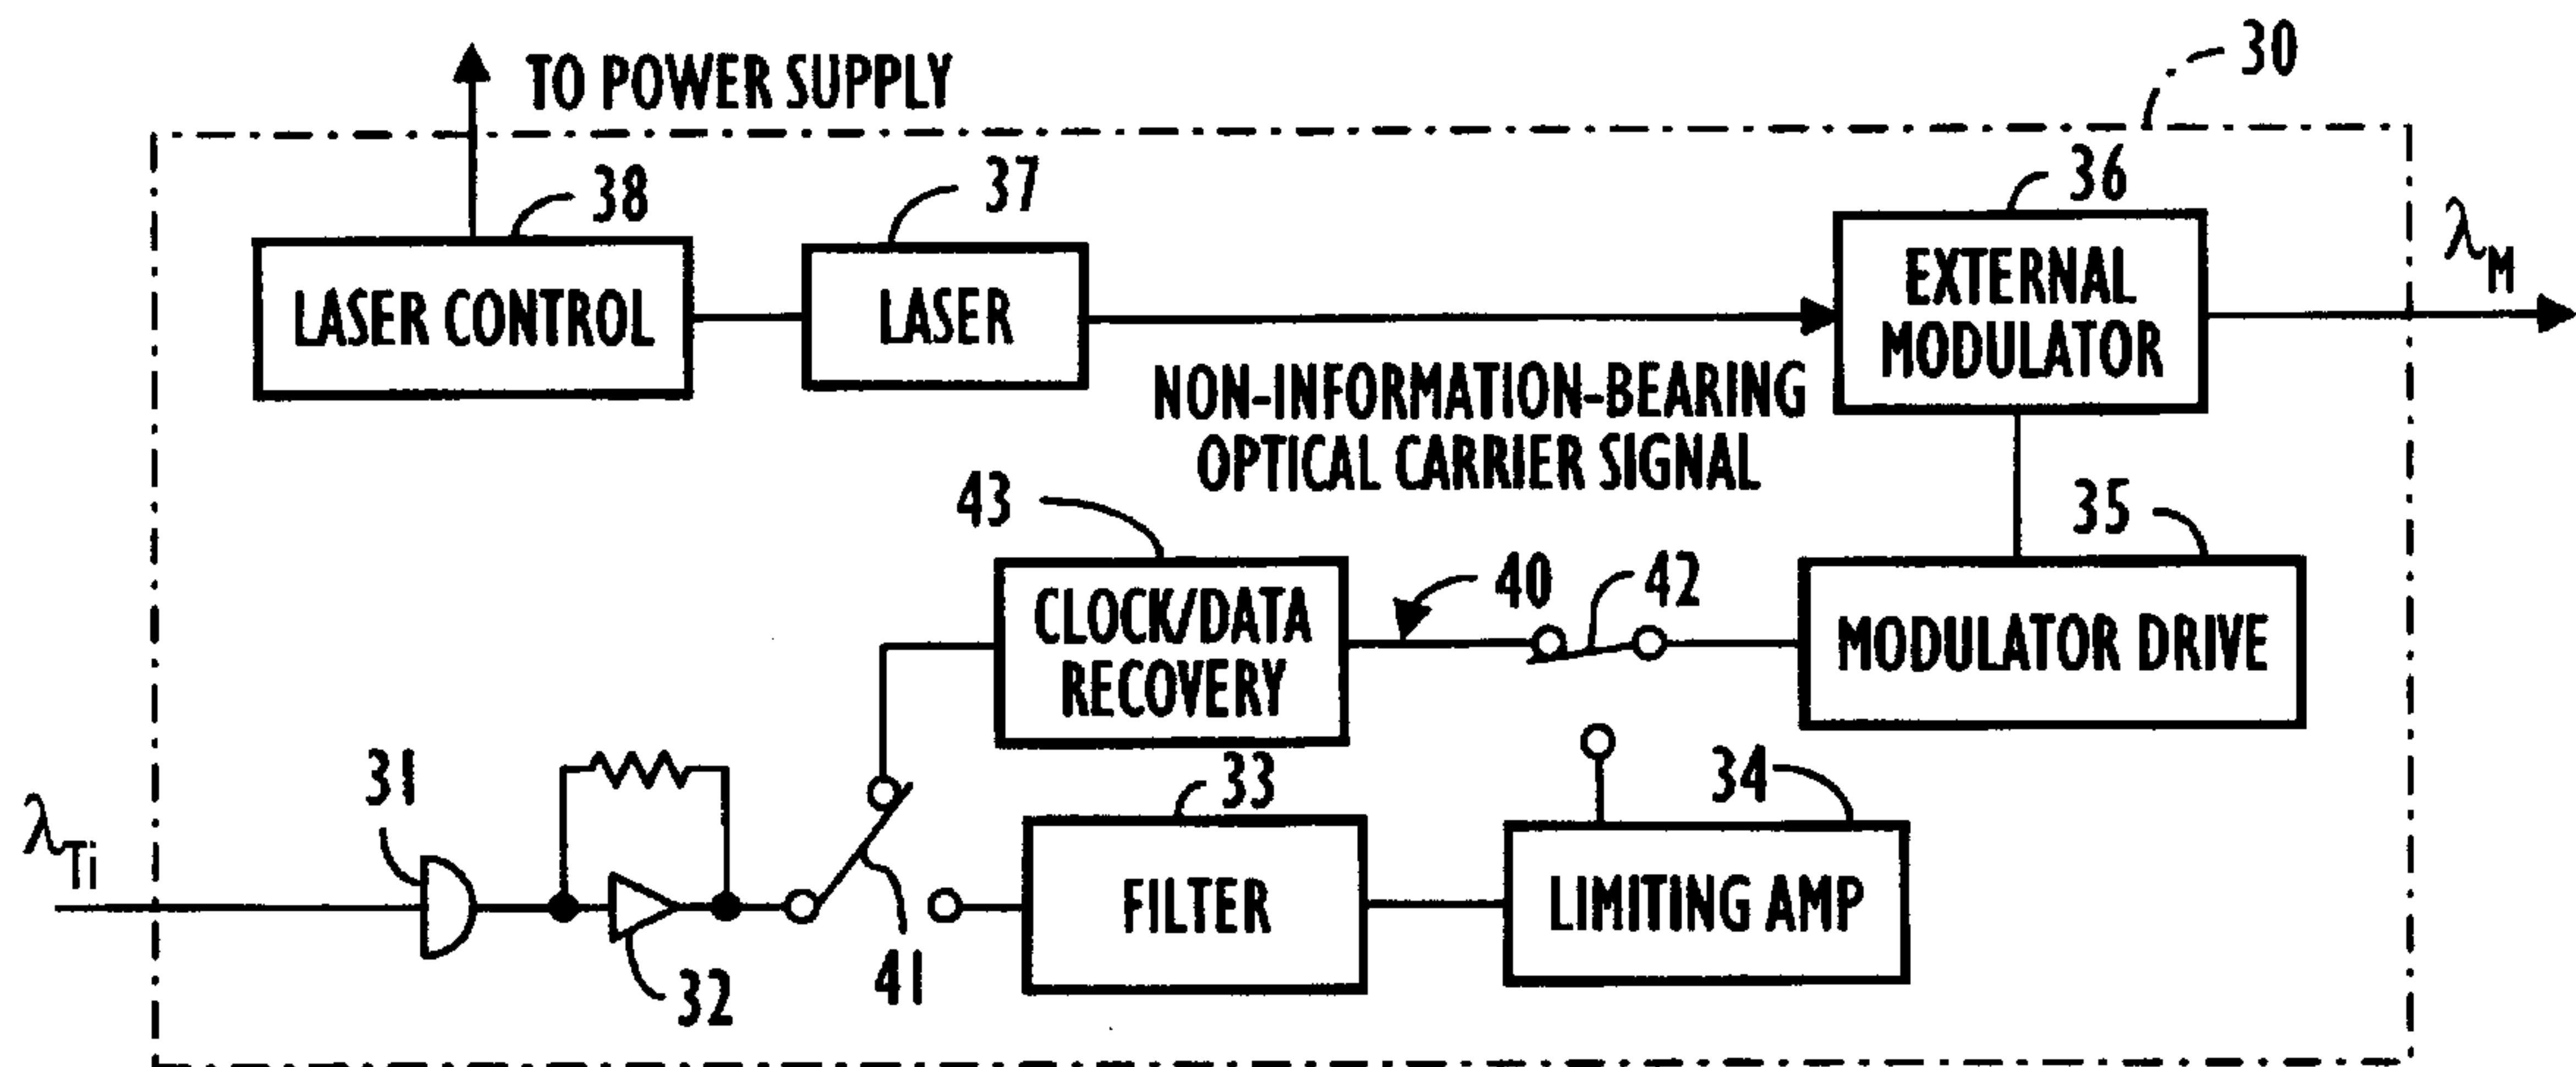 TO POWER SUPPLY
30
38
37
36
LASER CONTROL
LASER
EXTERNAL
MODULATOR
λM
NON-INFORMATION-BEARING
OPTICAL CARRIER SIGNAL
43
35
CLOCK/DATA
RECOVERY
40
42
MODULATOR DRIVE
31
33
34
λTi
FILTER
LIMITING AMP
32
41